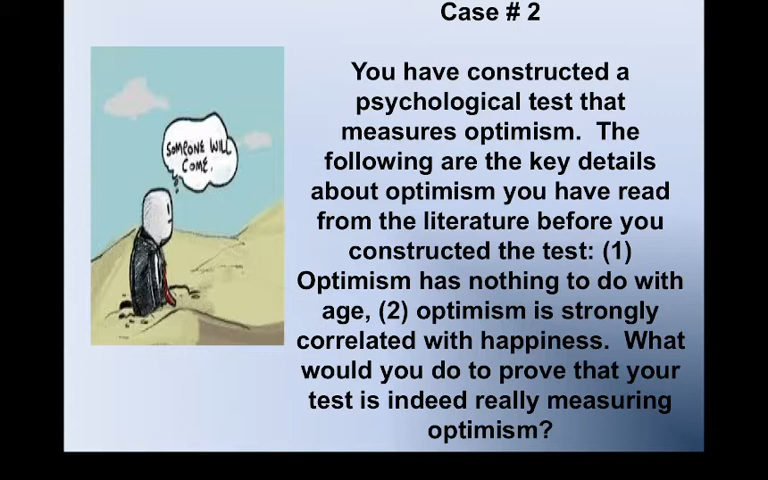 Case # 2
You have constructed a
psychological test that
measures optimism.  The
following are the key details
about optimism you have read
from the literature before you
constructed the test: (1)
Optimism has nothing to do with
age, (2) optimism is strongly
correlated with happiness.  What
would you do to prove that your
test is indeed really measuring
optimism?
SOMEONE WILL
COME.